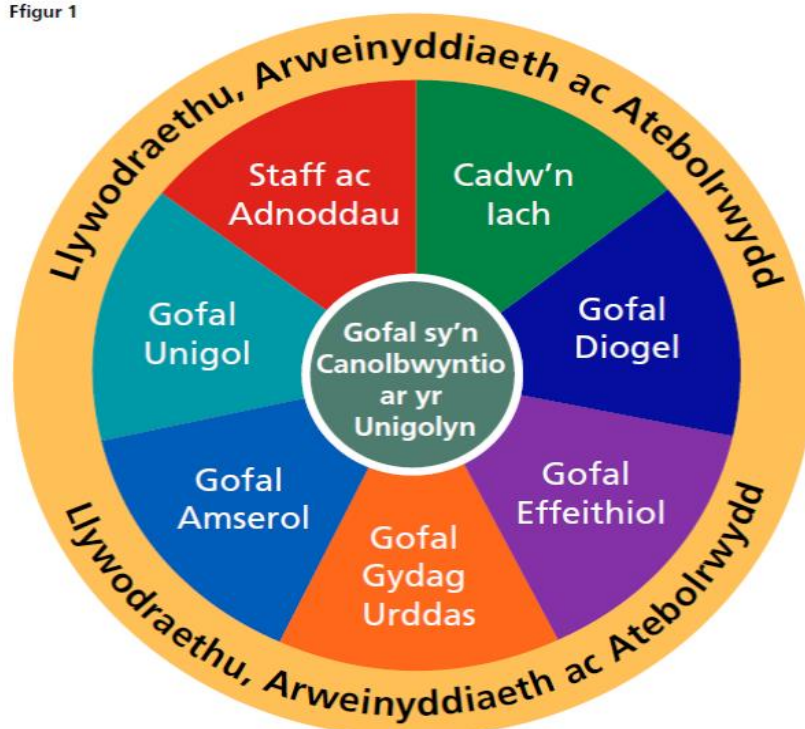 Ffigur 1
Llywodraethu, Arweinyddiaeth ac Atebolrwydd
Staff ac
Adnoddau
Cadw'n
Iach
Gofal
Unigol
Gofal
Diogel
Gofal sy'n
Canolbwyntio
ar yr
Unigolyn
Gofal
Amserol
Gofal
Effeithiol
Gofal
Gydag
Urddas
Llywodraethu, Arweinyddiaeth ac Atebolrwydd